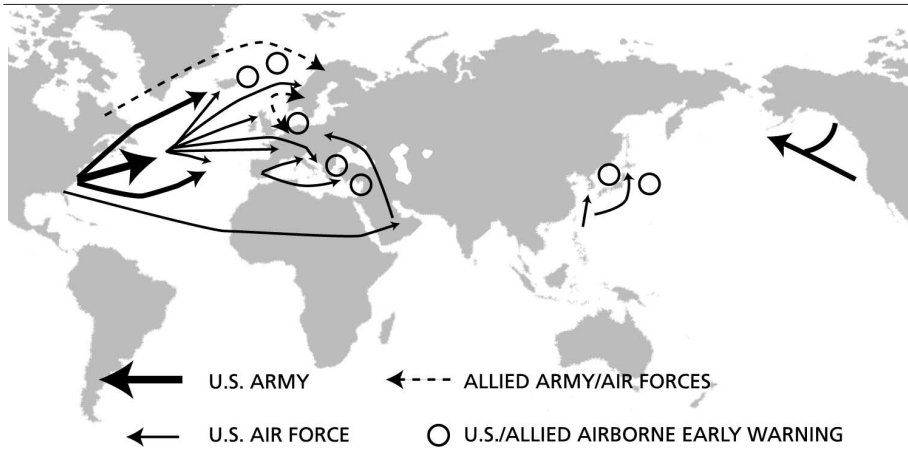 U.S. ARMY
ALLIED ARMY/AIR FORCES
U.S. AIR FORCE
U.S./ALLIED AIRBORNE EARLY WARNING